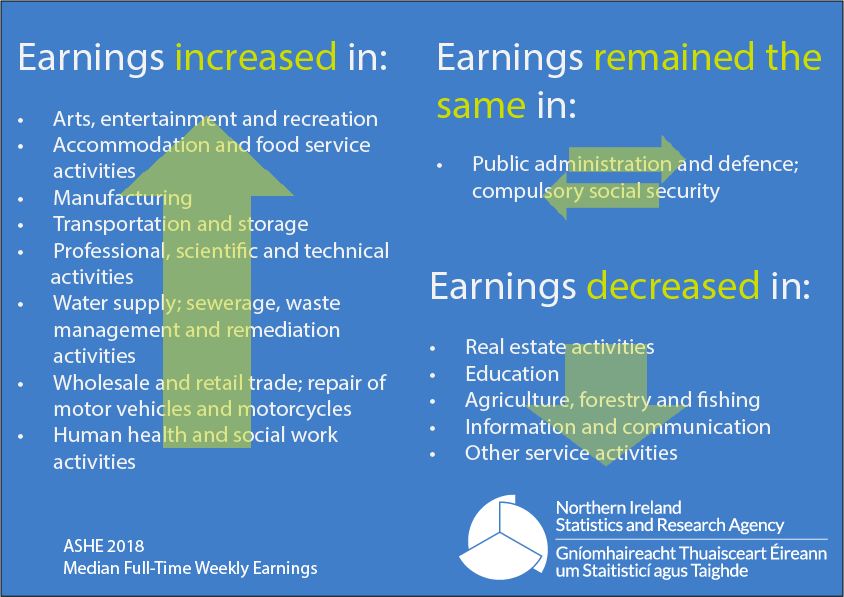 Earnings increased in:
• Arts, entertainment and recreation
• Accommodation and food service
activities
• Manufacturing
• Transportation and storage
• Professional, scientific and technical
activities
• Water supply; sewerage, waste
management and remediation
activities
• Wholesale and retail trade; repair of
motor vehicles and motorcycles
• Human health and social work
activities
ASHE 2018
Median Full-Time Weekly Earnings
Earnings remained the
same in:
• Public administration and defence;
compulsory social security
Earnings decreased in:
• Real estate activities
• Education
• Agriculture, forestry and fishing
• Information and communication
• Other service activities
Northern Ireland
Statistics and Research Agency
Gníomhaireacht Thuaisceart Éireann
um Staitisticí agus Taighde